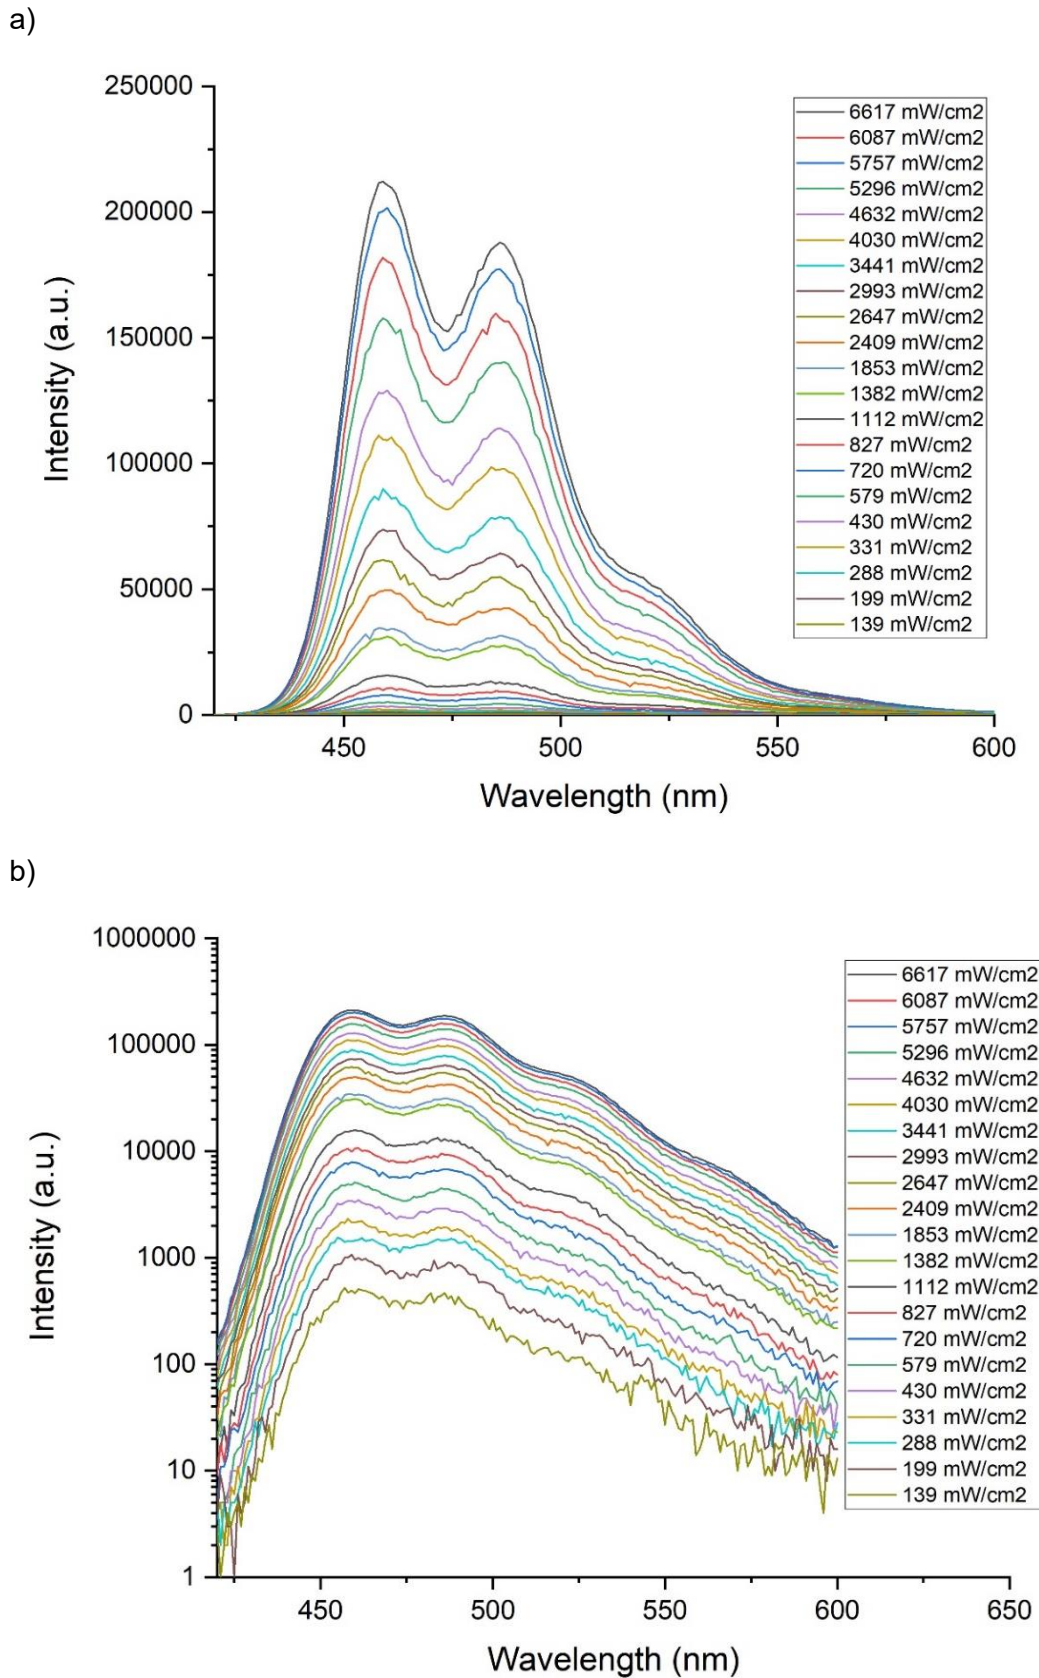 a)
250000
200000
150000
100000
50000
0
450
500
550
600
Intensity (a.u.)
Wavelength (nm)
6617 mW/cm2
6087 mW/cm2
5757 mW/cm2
5296 mW/cm2
4632 mW/cm2
4030 mW/cm2
3441 mW/cm2
2993 mW/cm2
2647 mW/cm2
2409 mW/cm2
1853 mW/cm2
1382 mW/cm2
1112 mW/cm2
827 mW/cm2
720 mW/cm2
579 mW/cm2
430 mW/cm2
331 mW/cm2
288 mW/cm2
199 mW/cm2
139 mW/cm2
b)
1000000
100000
10000
1000
100
10
1
450
500
550
600
650
Intensity (a.u.)
Wavelength (nm)
6617 mW/cm2
6087 mW/cm2
5757 mW/cm2
5296 mW/cm2
4632 mW/cm2
4030 mW/cm2
3441 mW/cm2
2993 mW/cm2
2647 mW/cm2
2409 mW/cm2
1853 mW/cm2
1382 mW/cm2
1112 mW/cm2
827 mW/cm2
720 mW/cm2
579 mW/cm2
430 mW/cm2
331 mW/cm2
288 mW/cm2
199 mW/cm2
139 mW/cm2